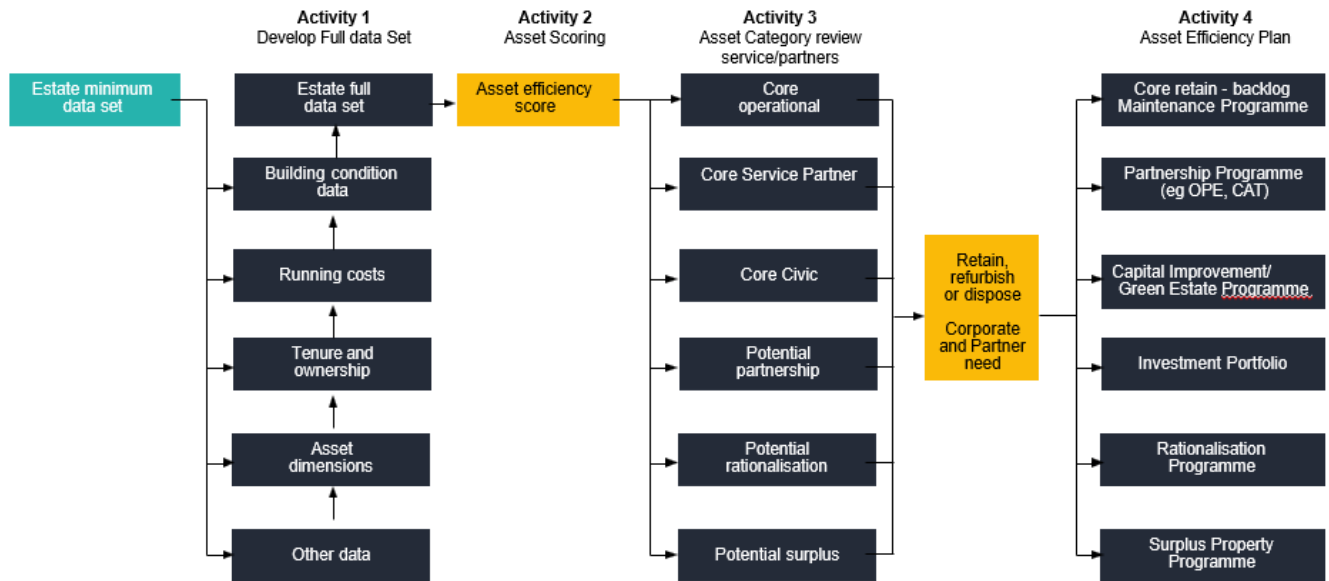 Activity 1
Develop Full data Set
Activity 2
Asset Scoring
Activity 3
Asset Category review
service/partners
Activity 4
Asset Efficiency Plan
Estate minimum
data set
Estate full
data set
Building condition
data
Running costs
Tenure and
ownership
Asset
dimensions
Other data
Asset efficiency
score
Core
operational
Core Service Partner
Core Civic
Potential
partnership
Potential
rationalisation
Potential surplus
Retain,
refurbish
or dispose
Corporate
and Partner
need
Core retain - backlog
Maintenance Programme
Partnership Programme
(eg OPE, CAT)
Capital Improvement/
Green Estate Programme
Investment Portfolio
Rationalisation
Programme
Surplus Property
Programme